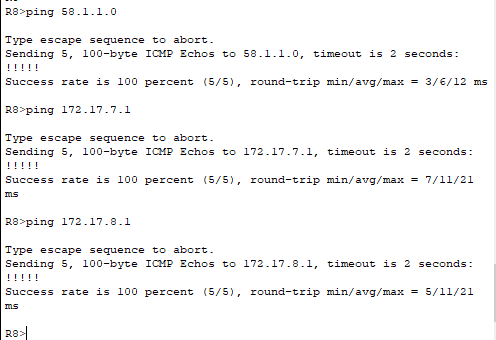 R8>ping 58.1.1.0
Type escape sequence to abort.
Sending 5, 100-byte ICMP Echos to 58.1.1.0, timeout is 2 seconds:
!!!!!
Success rate is 100 percent (5/5), round-trip min/avg/max = 3/6/12 ms
R8>ping 172.17.7.1
Type escape sequence to abort.
Sending 5, 100-byte ICMP Echos to 172.17.7.1, timeout is 2 seconds:
!!!!!
Success rate is 100 percent (5/5), round-trip min/avg/max = 7/11/21
ms
R8>ping 172.17.8.1
Type escape sequence to abort.
Sending 5, 100-byte ICMP Echos to 172.17.8.1, timeout is 2 seconds:
!!!!!
Success rate is 100 percent (5/5), round-trip min/avg/max = 5/11/21
ms
R8>